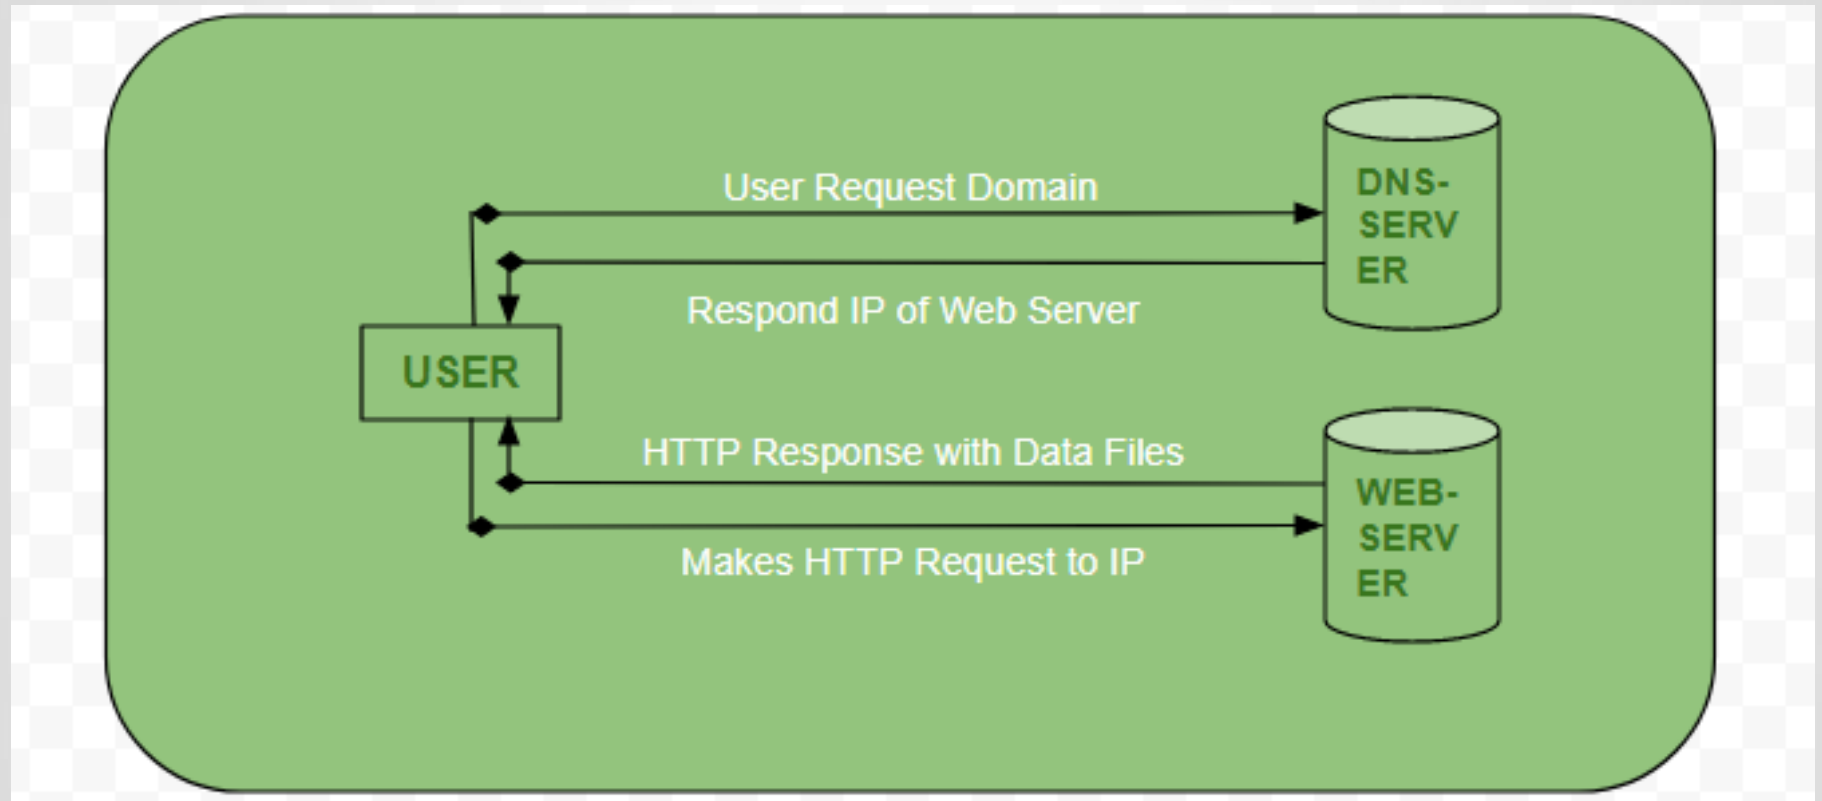 User Request Domain
DNS-
SERV
ER
Respond IP of Web Server
USER
HTTP Response with Data Files
WEB-
SERV
ER
Makes HTTP Request to IP